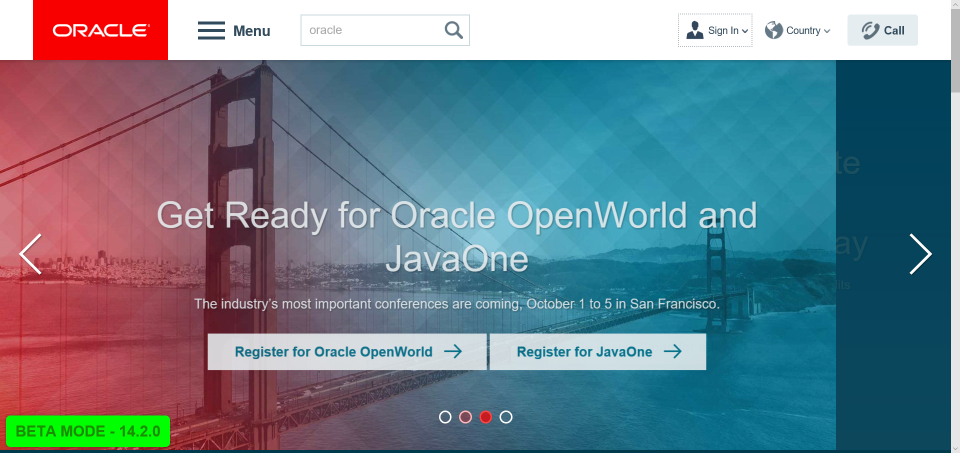 ORACLE
Menu
oracle
Sign In
Country
Call
Get Ready for Oracle OpenWorld and
JavaOne
The industry's most important conferences are coming, October 1 to 5 in San Francisco.
Register for Oracle OpenWorld
Register for JavaOne
BETA MODE - 14.2.0